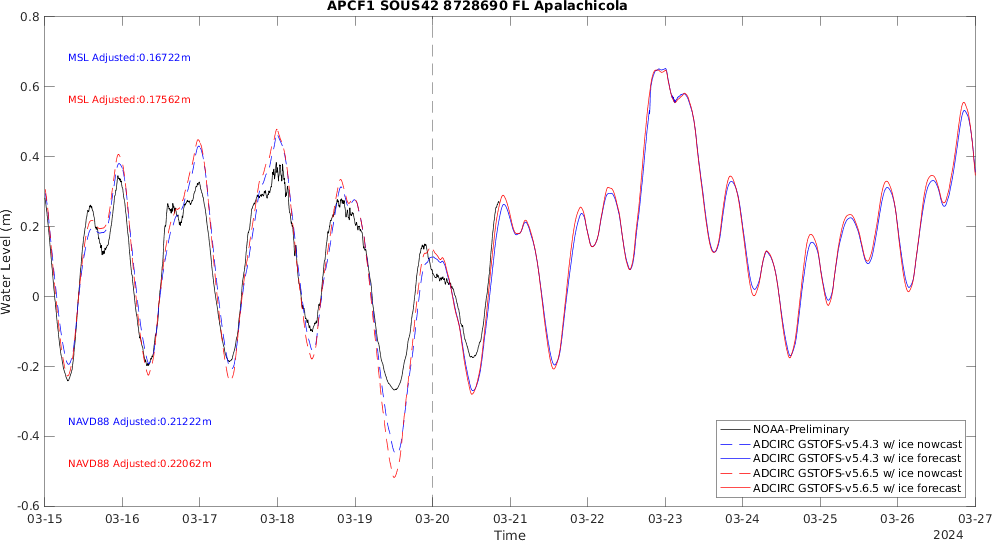 APCF1 SOUS42 8728690 FL Apalachicola
0.8
0.6
0.4
0.2
0
-0.2
-0.4
-0.6
Water Level (m)
MSL Adjusted:0.16722m
MSL Adjusted:0.17562m
NAVD88 Adjusted:0.21222m
NAVD88 Adjusted:0.22062m
NOAA-Preliminary
ADCIRC GSTOFS-v5.4.3 w/ ice nowcast
ADCIRC GSTOFS-v5.4.3 w/ ice forecast
ADCIRC GSTOFS-v5.6.5 w/ ice nowcast
ADCIRC GSTOFS-v5.6.5 w/ ice forecast
03-15 03-16 03-17 03-18 03-19 03-20 03-21 03-22 03-23 03-24 03-25 03-26 03-27
Time
2024